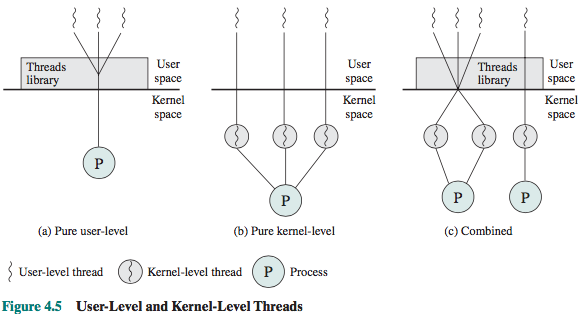 Threads
library
User
space
Kernel
space
P
(a) Pure user-level
User
space
Kernel
space
P
(b) Pure kernel-level
Threads
library
User
space
Kernel
space
P
P
(c) Combined
User-level thread
Kernel-level thread
P
Process
Figure 4.5 User-Level and Kernel-Level Threads